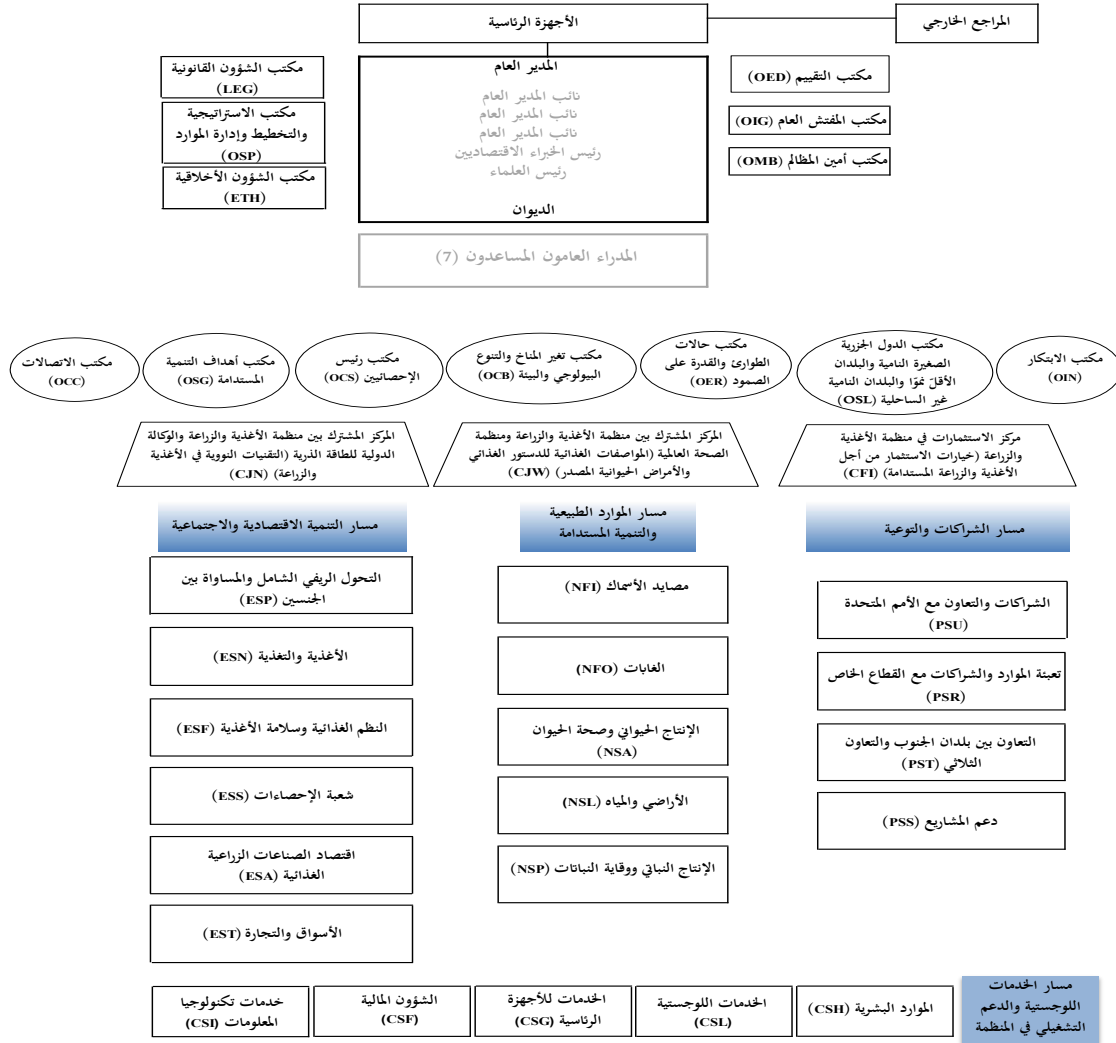 الأجهزة الرئاسية
المراجع الخارجي
المدير العام
نائب المدير العام
نائب المدير العام
نائب المدير العام
رئيس الخبراء الاقتصاديين
رئيس العلماء
الديوان
المدراء العامون المساعدون (7)
مكتب التقييم (OED)
مكتب المفتش العام (OIG)
مكتب أمين المظالم (OMB)
مكتب الشؤون القانونية
(LEG)
مكتب الاستراتيجية
والتخطيط وإدارة الموارد
(OSP)
مكتب الشؤون الأخلاقية
(ETH)
مكتب الابتكار
(OIN)
مكتب الدول الجزرية
الصغيرة النامية والبلدان
الأقلّ نموًا والبلدان النامية
غير الساحلية (OSL)
مكتب حالات
الطوارئ والقدرة على
الصمود (OER)
مكتب تغير المناخ والتنوع
البيولوجي والبيئة (OCB)
مكتب رئيس
الإحصائيين (OCS)
مكتب أهداف التنمية
المستدامة (OSG)
مكتب الاتصالات
(OCC)
مركز الاستثمارات في منظمة الأغذية
والزراعة (خيارات الاستثمار من أجل
الأغذية والزراعة المستدامة) (CFI)
المركز المشترك بين منظمة الأغذية والزراعة ومنظمة
الصحة العالمية (المواصفات الغذائية للدستور الغذائي
والأمراض الحيوانية المصدر) (CJW)
المركز المشترك بين منظمة الأغذية والزراعة والوكالة
الدولية للطاقة الذرية (التقنيات النووية في الأغذية
والزراعة) (CJN)
مسار الشراكات والتوعية
الشراكات والتعاون مع الأمم المتحدة
(PSU)
تعبئة الموارد والشراكات مع القطاع الخاص
(PSR)
التعاون بين بلدان الجنوب والتعاون
الثلاثي (PST)
دعم المشاريع (PSS)
مسار الموارد الطبيعية
والتنمية المستدامة
مصايد الأسماك (NFI)
الغابات (NFO)
الإنتاج الحيواني وصحة الحيوان
(NSA)
الأراضي والمياه (NSL)
الإنتاج النباتي ووقاية النباتات (NSP)
مسار التنمية الاقتصادية والاجتماعية
التحول الريفي الشامل والمساواة بين
الجنسين (ESP)
الأغذية والتغذية (ESN)
النظم الغذائية وسلامة الأغذية (ESF)
شعبة الإحصاءات (ESS)
اقتصاد الصناعات الزراعية
الغذائية (ESA)
الأسواق والتجارة (EST)
مسار الخدمات
اللوجستية والدعم
التشغيلي في المنظمة
الموارد البشرية (CSH)
الخدمات اللوجستية
(CSL)
الخدمات للأجهزة
الرئاسية (CSG)
الشؤون المالية
(CSF)
خدمات تكنولوجيا
المعلومات (CSI)